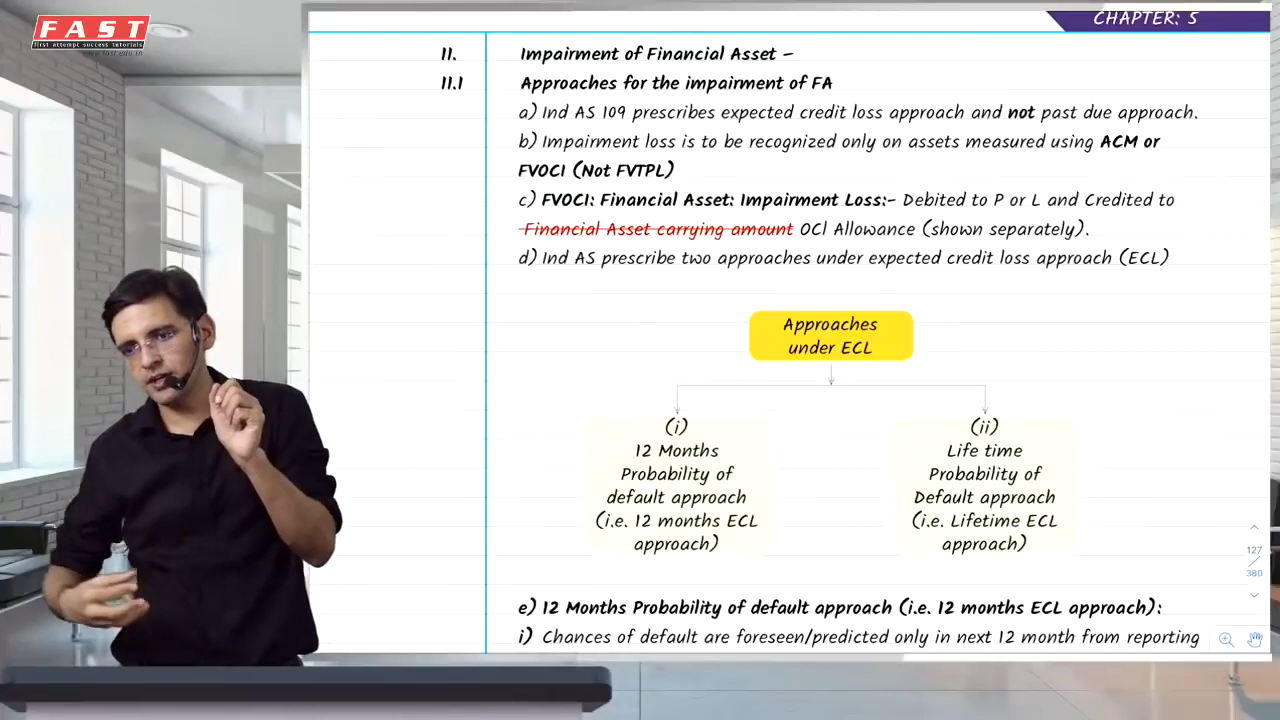 FAST
first attempt success tutorials
www.fast.edu.in
CHAPTER: 5
11. Impairment of Financial Asset –
11.1 Approaches for the impairment of FA
a) Ind AS 109 prescribes expected credit loss approach and not past due approach.
b) Impairment loss is to be recognized only on assets measured using ACM or
FVOCI (Not FVTPL)
c) FVOCI: Financial Asset: Impairment Loss:- Debited to P or L and Credited to
Financial Asset carrying amount OCI Allowance (shown separately).
d) Ind AS prescribe two approaches under expected credit loss approach (ECL)
Approaches
under ECL
(i)
12 Months
Probability of
default approach
(i.e. 12 months ECL
approach)
(ii)
Life time
Probability of
Default approach
(i.e. Lifetime ECL
approach)
e) 12 Months Probability of default approach (i.e. 12 months ECL approach):
i) Chances of default are foreseen/predicted only in next 12 month from reporting
127
380